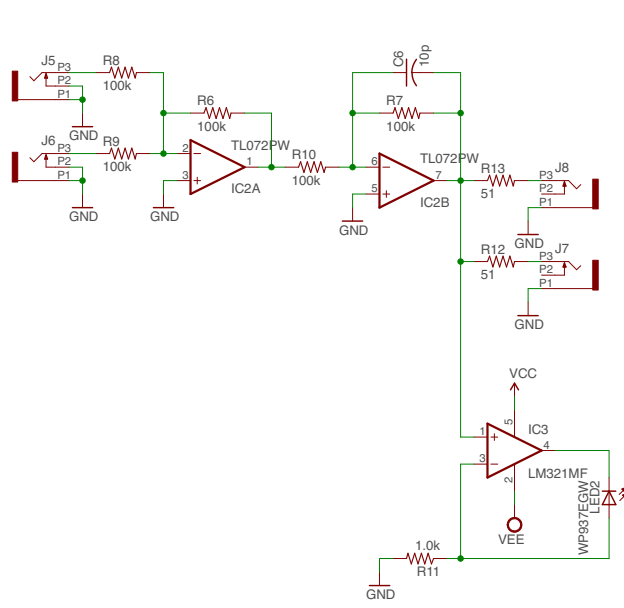 J5
P3
P2
P1
GND
R8
100k
J6
P3
P2
P1
GND
R9
100k
R6
100k
2
3
1
TL072PW
IC2A
GND
R10
100k
C6
10p
R7
100k
6
5
7
TL072PW
IC2B
GND
R13
51
J8
P3
P2
P1
GND
R12
51
J7
P3
P2
P1
GND
VCC
5
IC3
1
3
4
2
LM321MF
VEE
WP937EGW
LED2
1.0k
R11
GND